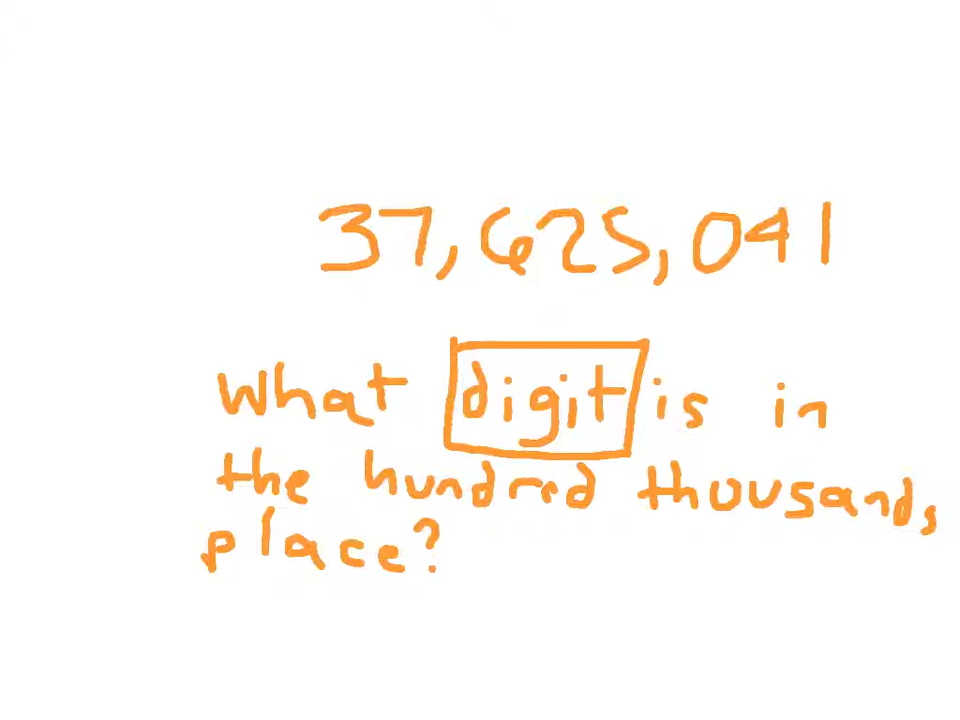 37,625,041
What digit is in
the hundred thousands
place?